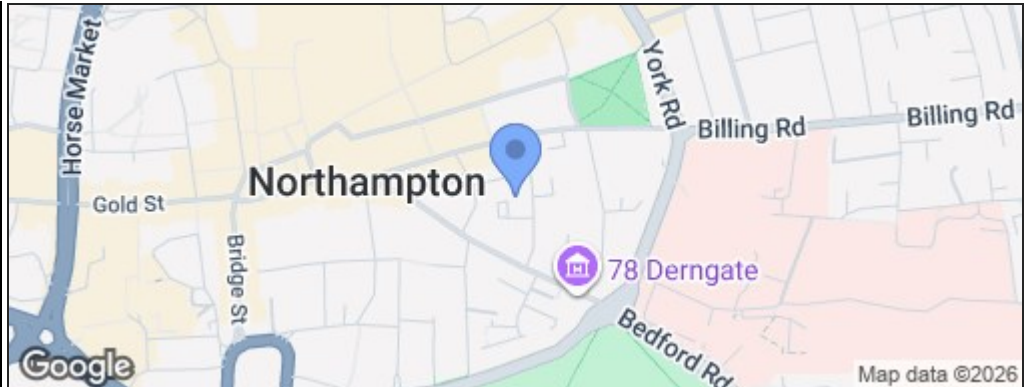 Horse Market
York Rd
Billing Rd
Billing Rd
Northampton
Gold St
Bridge St
78 Derngate
Bedford Rd
Google
Map data ©2026